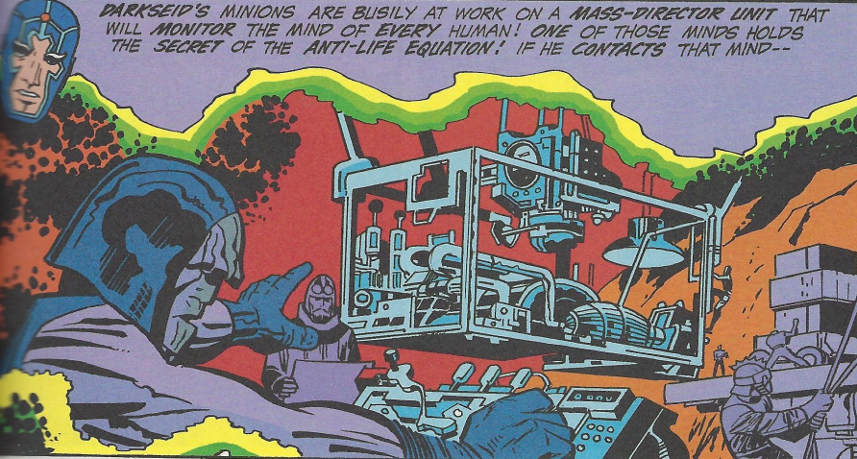 DARKSEID'S MINIONS ARE BUSILY AT WORK ON A MASS-DIRECTOR UNIT THAT
WILL MONITOR THE MIND OF EVERY HUMAN! ONE OF THOSE MINDS HOLDS
THE SECRET OF THE ANTI-LIFE EQUATION! IF HE CONTACTS THAT MIND--